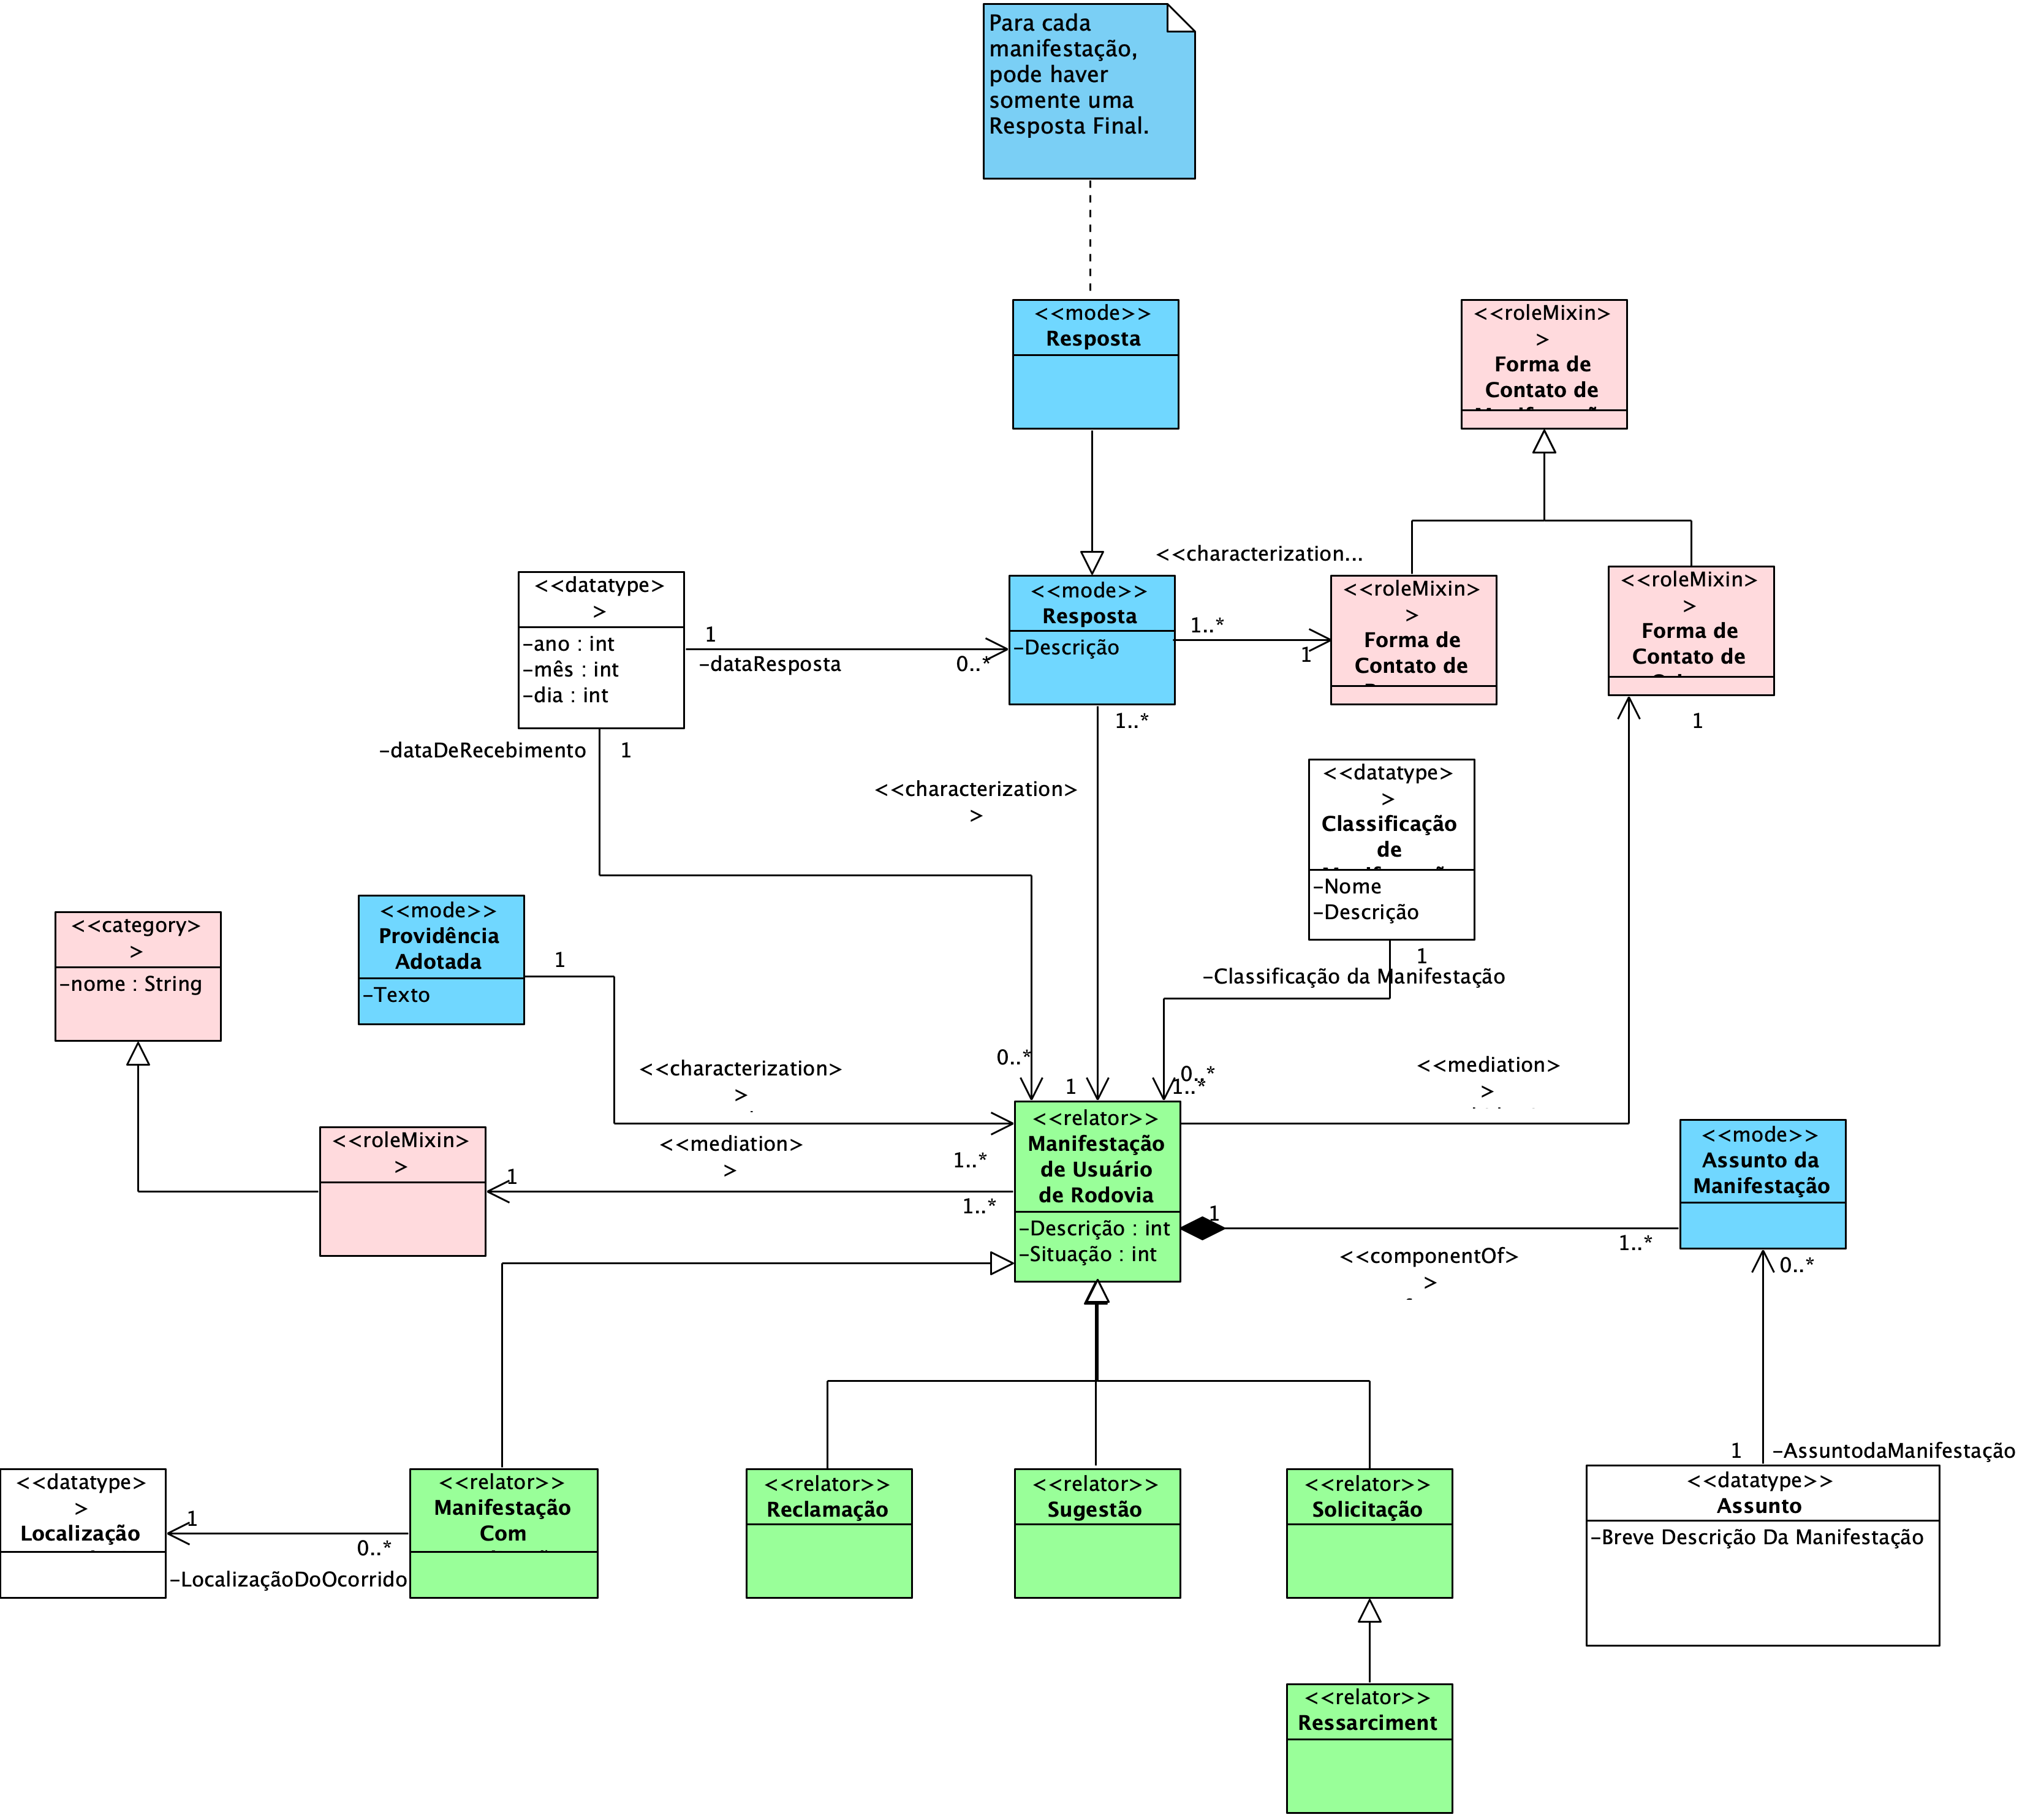 Para cada
manifestação,
pode haver
somente uma
Resposta Final.
<<mode>>
Resposta
<<roleMixin>
>
Forma de
Contato de
<<characterization...
<<datatype>
>
-ano : int
-mês : int
-dia : int
1
-dataResposta
0..*
<<mode>>
Resposta
-Descrição
1..*
1
<<roleMixin>
>
Forma de
Contato de
<<roleMixin>
>
Forma de
Contato de
1
1..*
-dataDeRecebimento
1
<<characterization>
>
<<datatype>
>
Classificação
de
-Nome
-Descrição
1
-Classificação da Manifestação
<<category>
>
-nome : String
<<mode>>
Providência
Adotada
-Texto
1
<<characterization>
>
0..*
1
0..*
1..*
<<mediation>
>
<<roleMixin>
>
<<mediation>
>
1
1..*
1..*
<<relator>>
Manifestação
de Usuário
de Rodovia
-Descrição : int
-Situação : int
1
<<componentOf>
>
1..*
<<mode>>
Assunto da
Manifestação
0..*
1
-AssuntodaManifestação
<<datatype>
>
Localização
1
0..*
-LocalizaçãoDoOcorrido
<<relator>>
Manifestação
Com
<<relator>>
Reclamação
<<relator>>
Sugestão
<<relator>>
Solicitação
<<datatype>>
Assunto
-Breve Descrição Da Manifestação
<<relator>>
Ressarciment